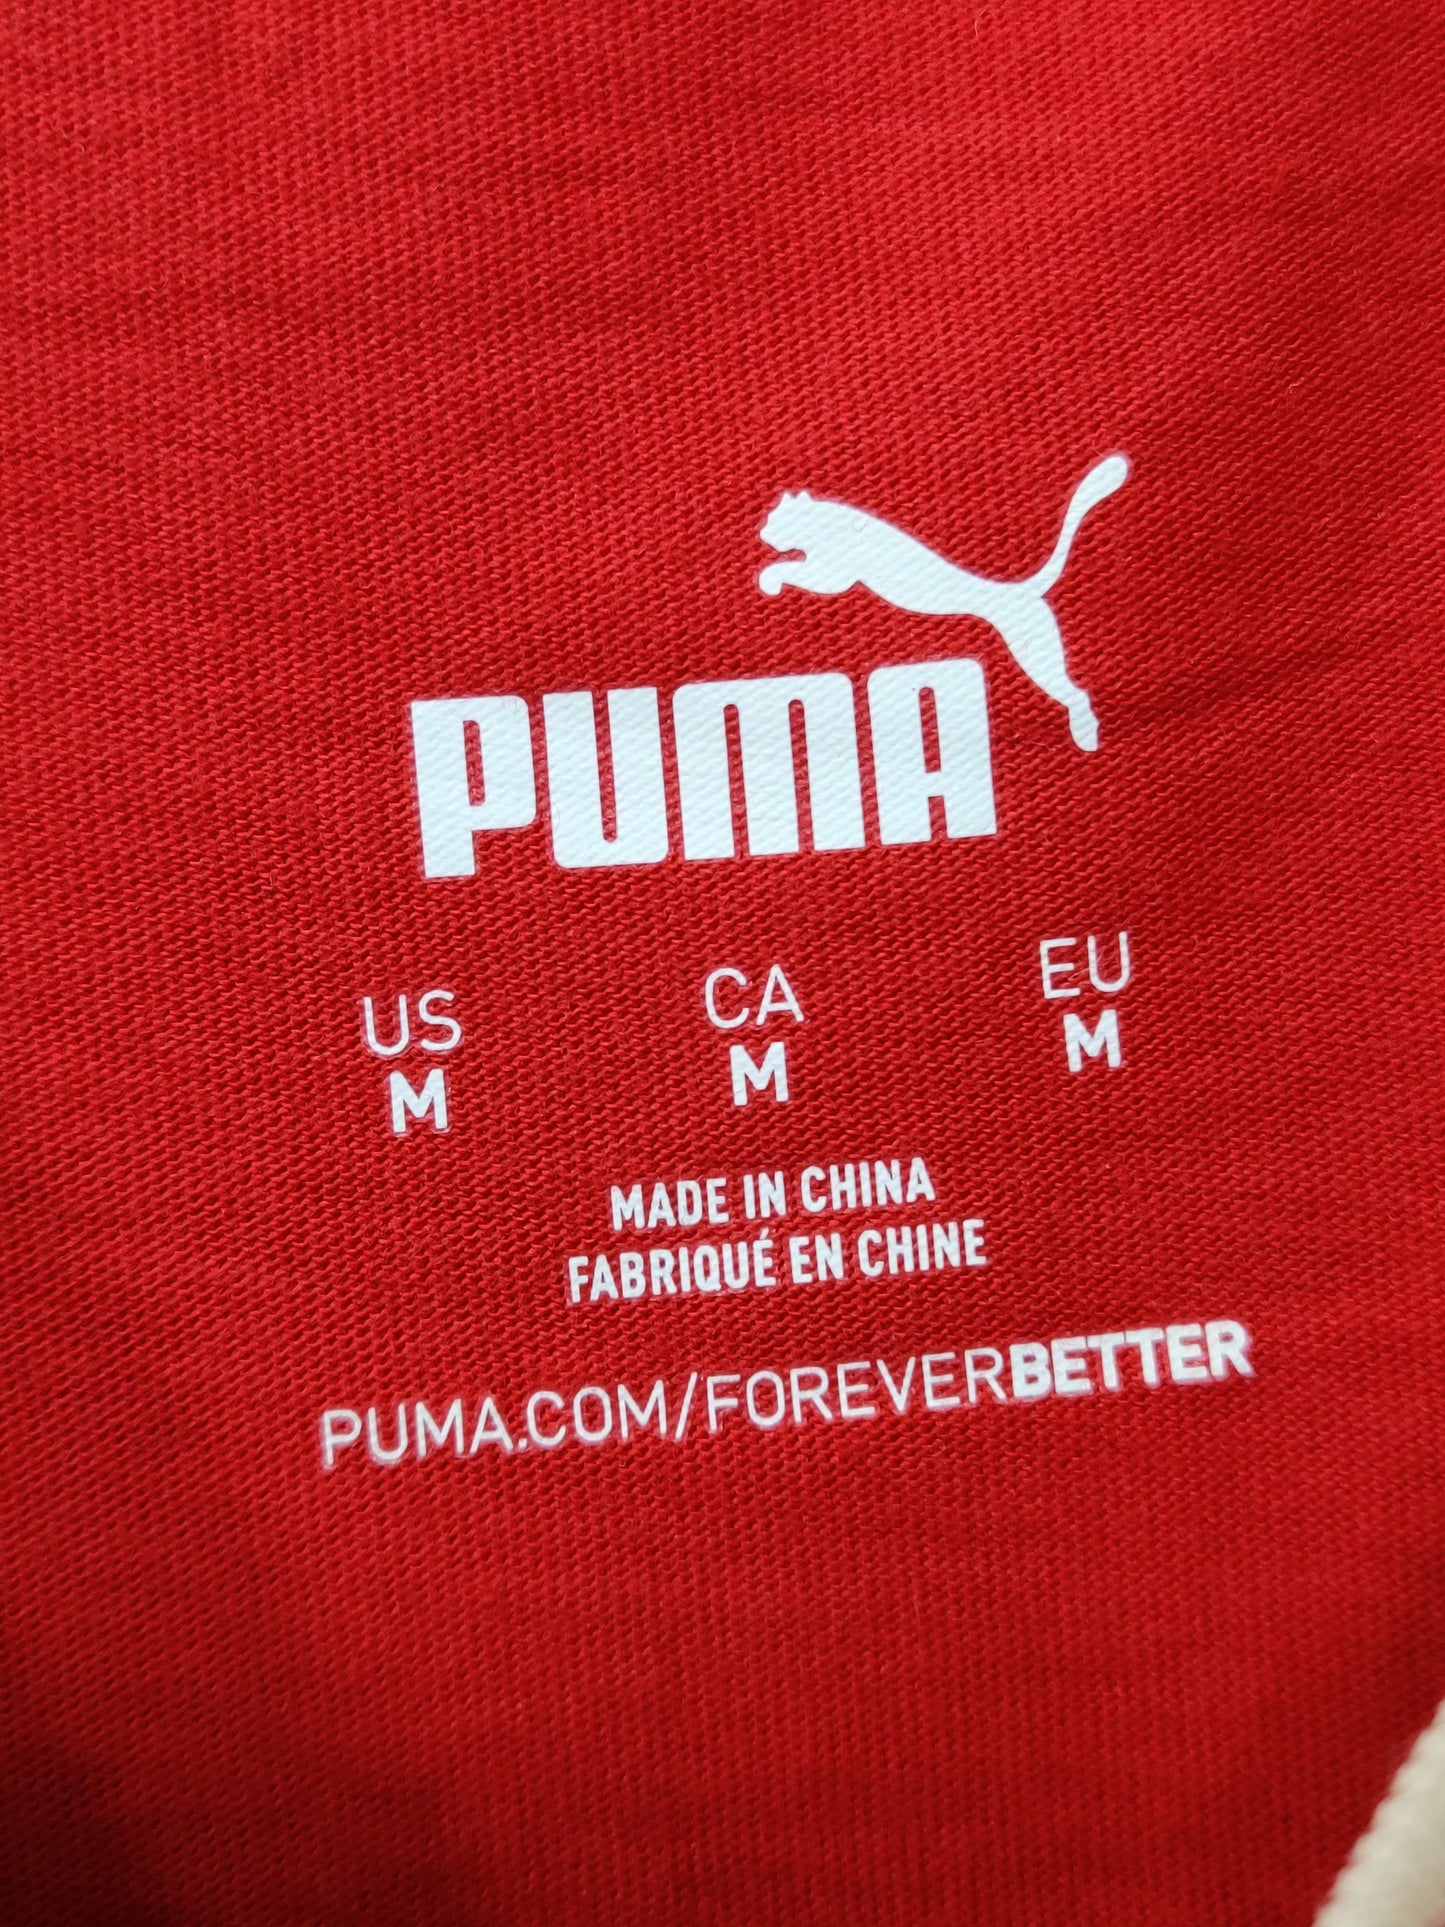 PUMA
US CA EU
M M M
MADE IN CHINA
FABRIQUÉ EN CHINE
PUMA.COM/FOREVERBETTER